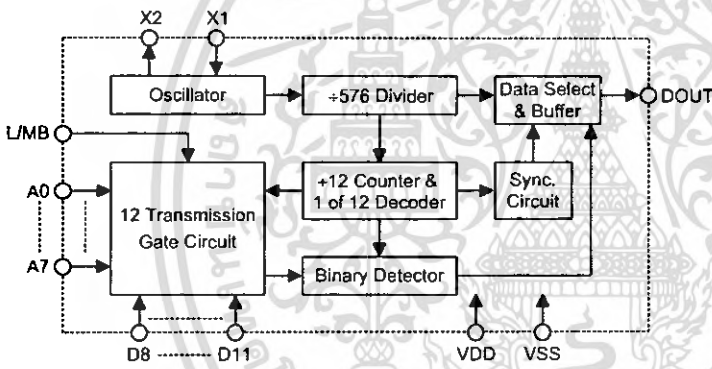 X2 X1
Oscillator
÷576 Divider
Data Select
& Buffer
DOUT
L/MB
A0
A7
12 Transmission
Gate Circuit
+12 Counter &
1 of 12 Decoder
Sync.
Circuit
Binary Detector
D8 D11
VDD
VSS